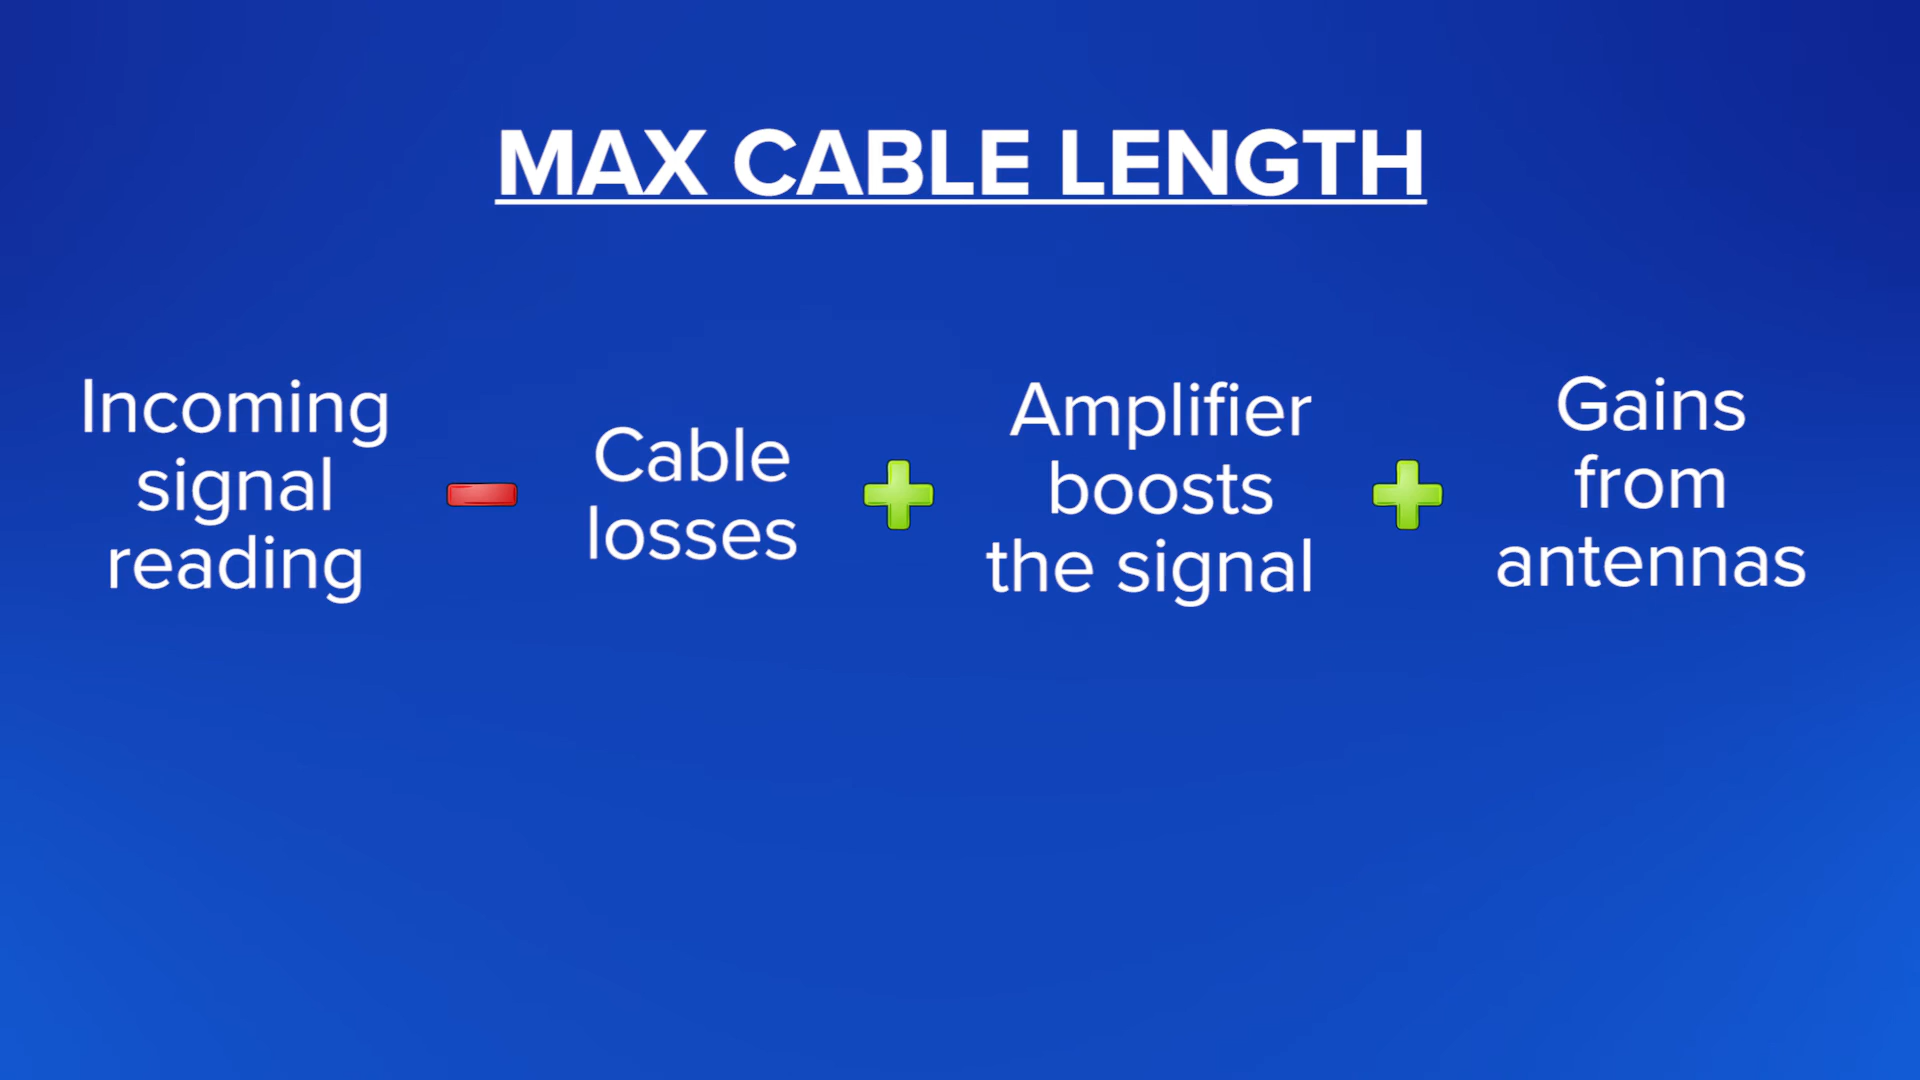 MAX CABLE LENGTH
Incoming
signal
reading
Cable
losses
Amplifier
boosts
the signal
Gains
from
antennas